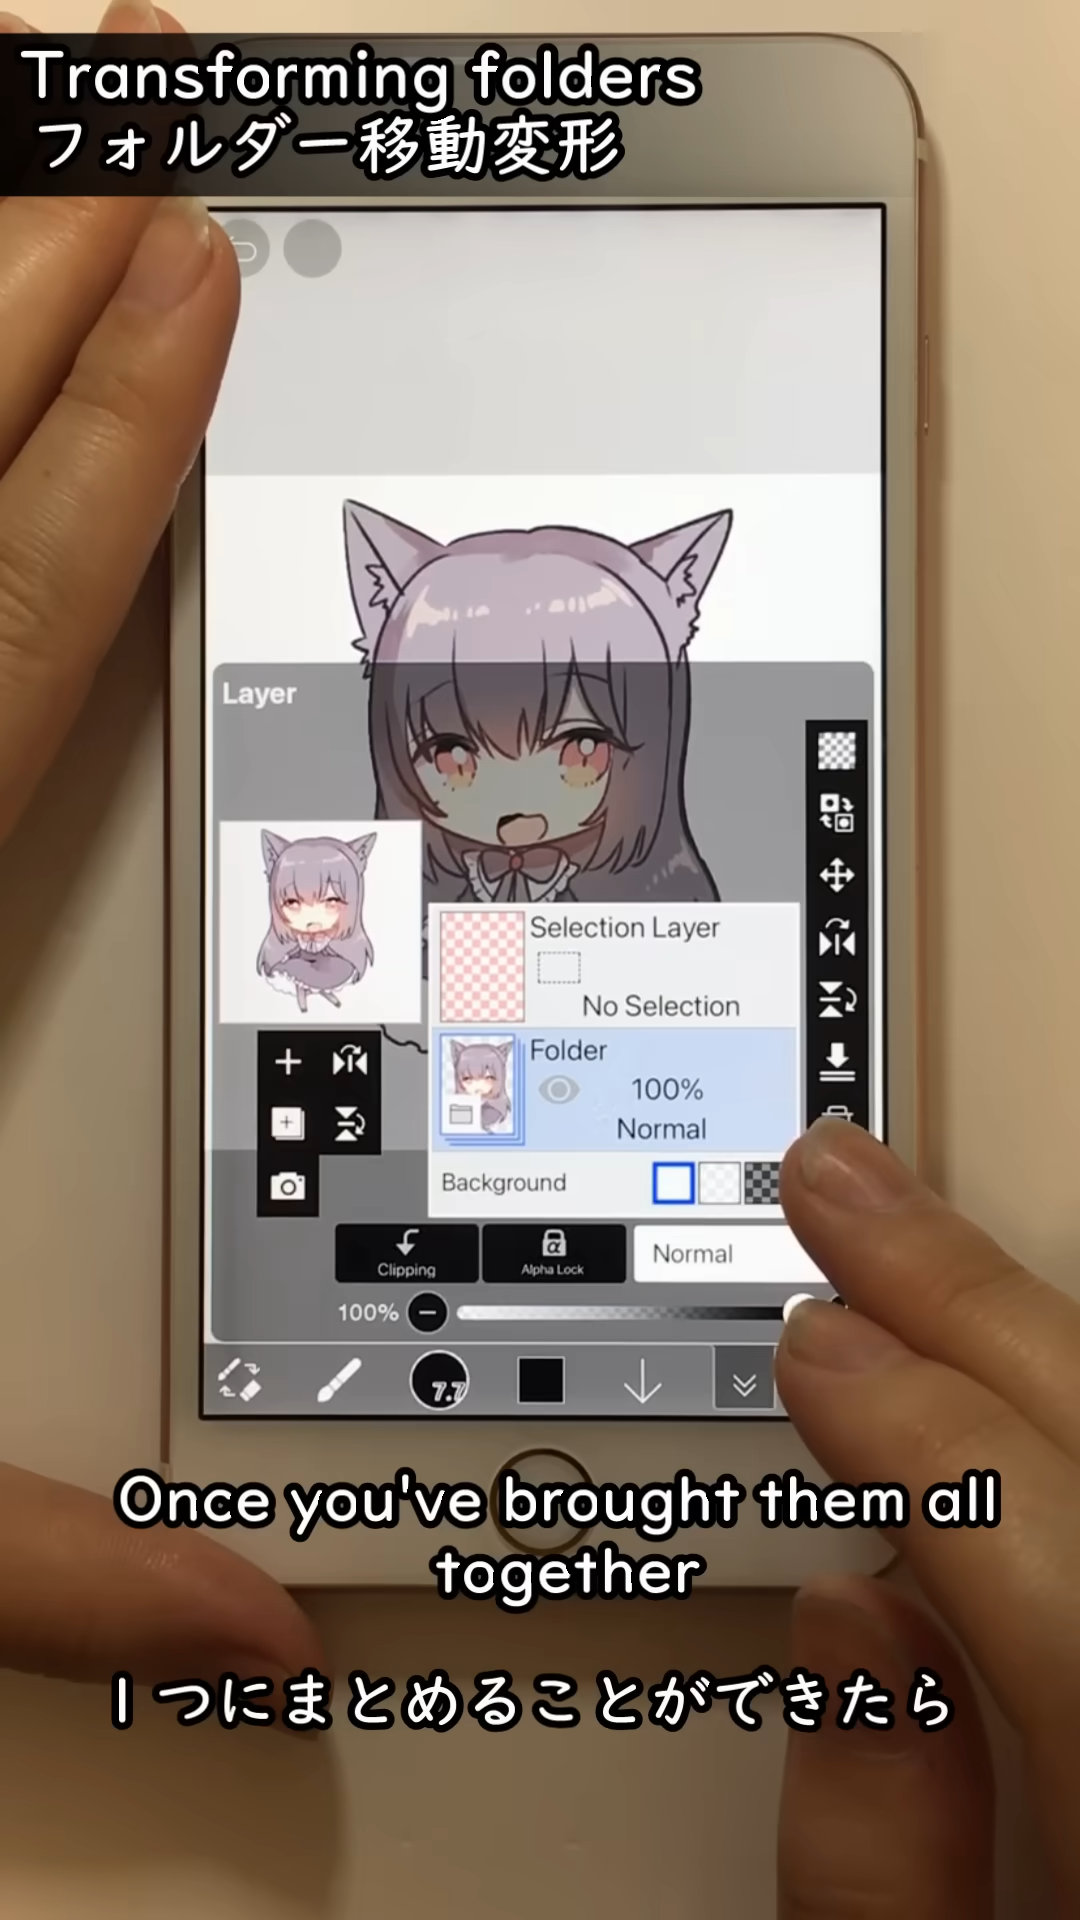 Transforming folders
フォルダー移動変形
Layer
Selection Layer
No Selection
Folder
100%
Normal
Background
Clipping
Alpha Lock
Normal
100%
7.7
Once you've brought them all
together
1つにまとめることができたら